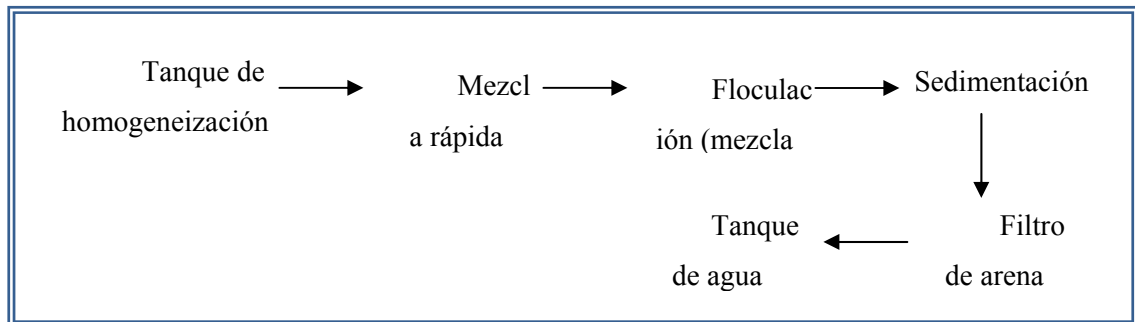 Tanque de
homogeneización
Mezcl
a rápida
Floculac
ión (mezcla
Sedimentación
Filtro
de arena
Tanque
de agua